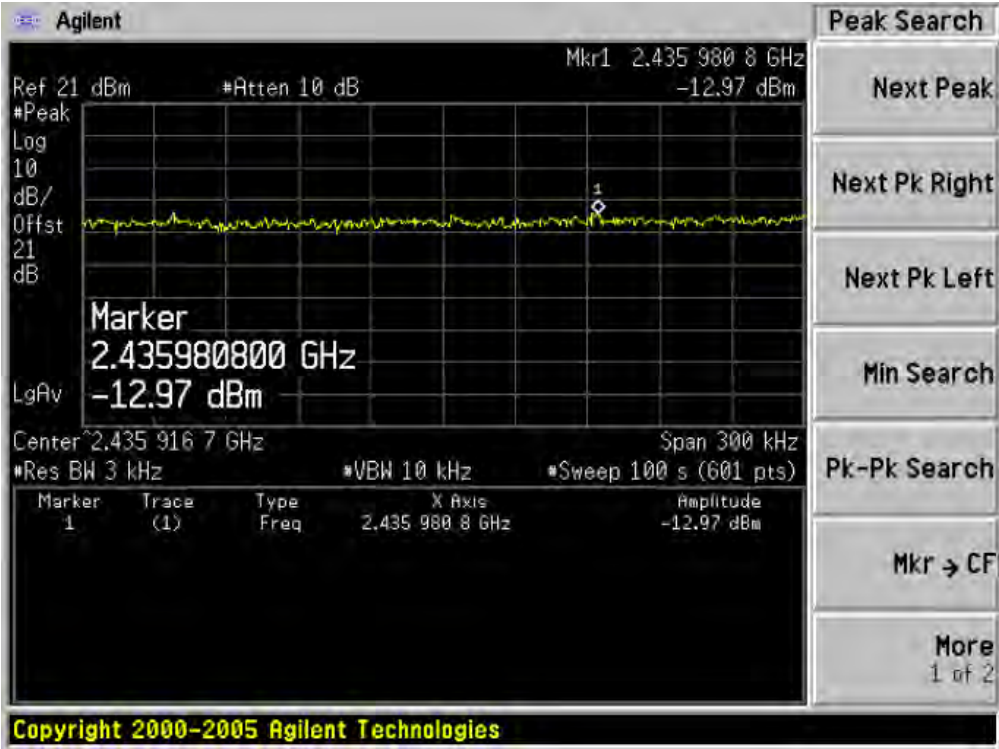 Agilent
Peak Search
Mkr1 2.435 980 8 GHz
Ref 21 dBm #Atten 10 dB -12.97 dBm
#Peak
Log
10
dB/
Offst
21
dB
1
Marker
2.435980800 GHz
-12.97 dBm
LgAv
Center 2.435 916 7 GHz Span 300 kHz
#Res BW 3 kHz #VBW 10 kHz #Sweep 100 s (601 pts)
Marker Trace Type X Axis Amplitude
1 (1) Freq 2.435 980 8 GHz -12.97 dBm
Next Peak
Next Pk Right
Next Pk Left
Min Search
Pk-Pk Search
Mkr → CF
More
1 of 2
Copyright 2000-2005 Agilent Technologies